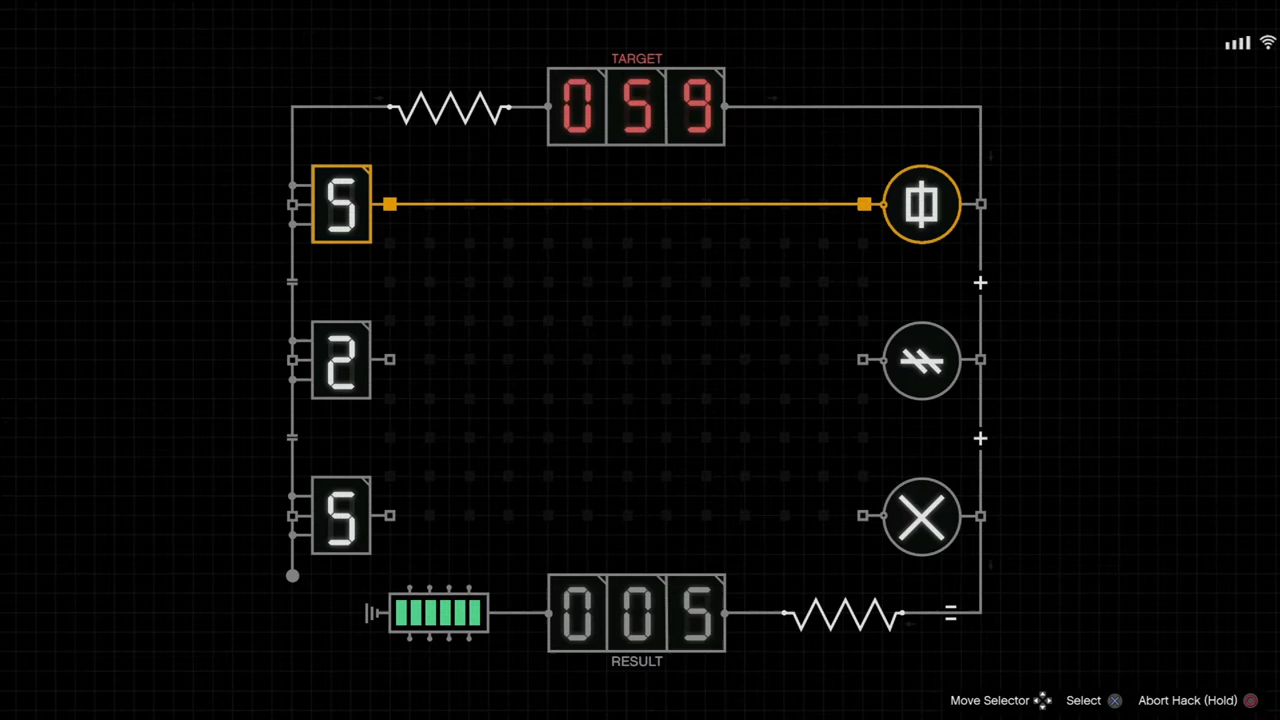 TARGET
059
5
2
5
+
+
=
005
RESULT
Move Selector Select Abort Hack (Hold)